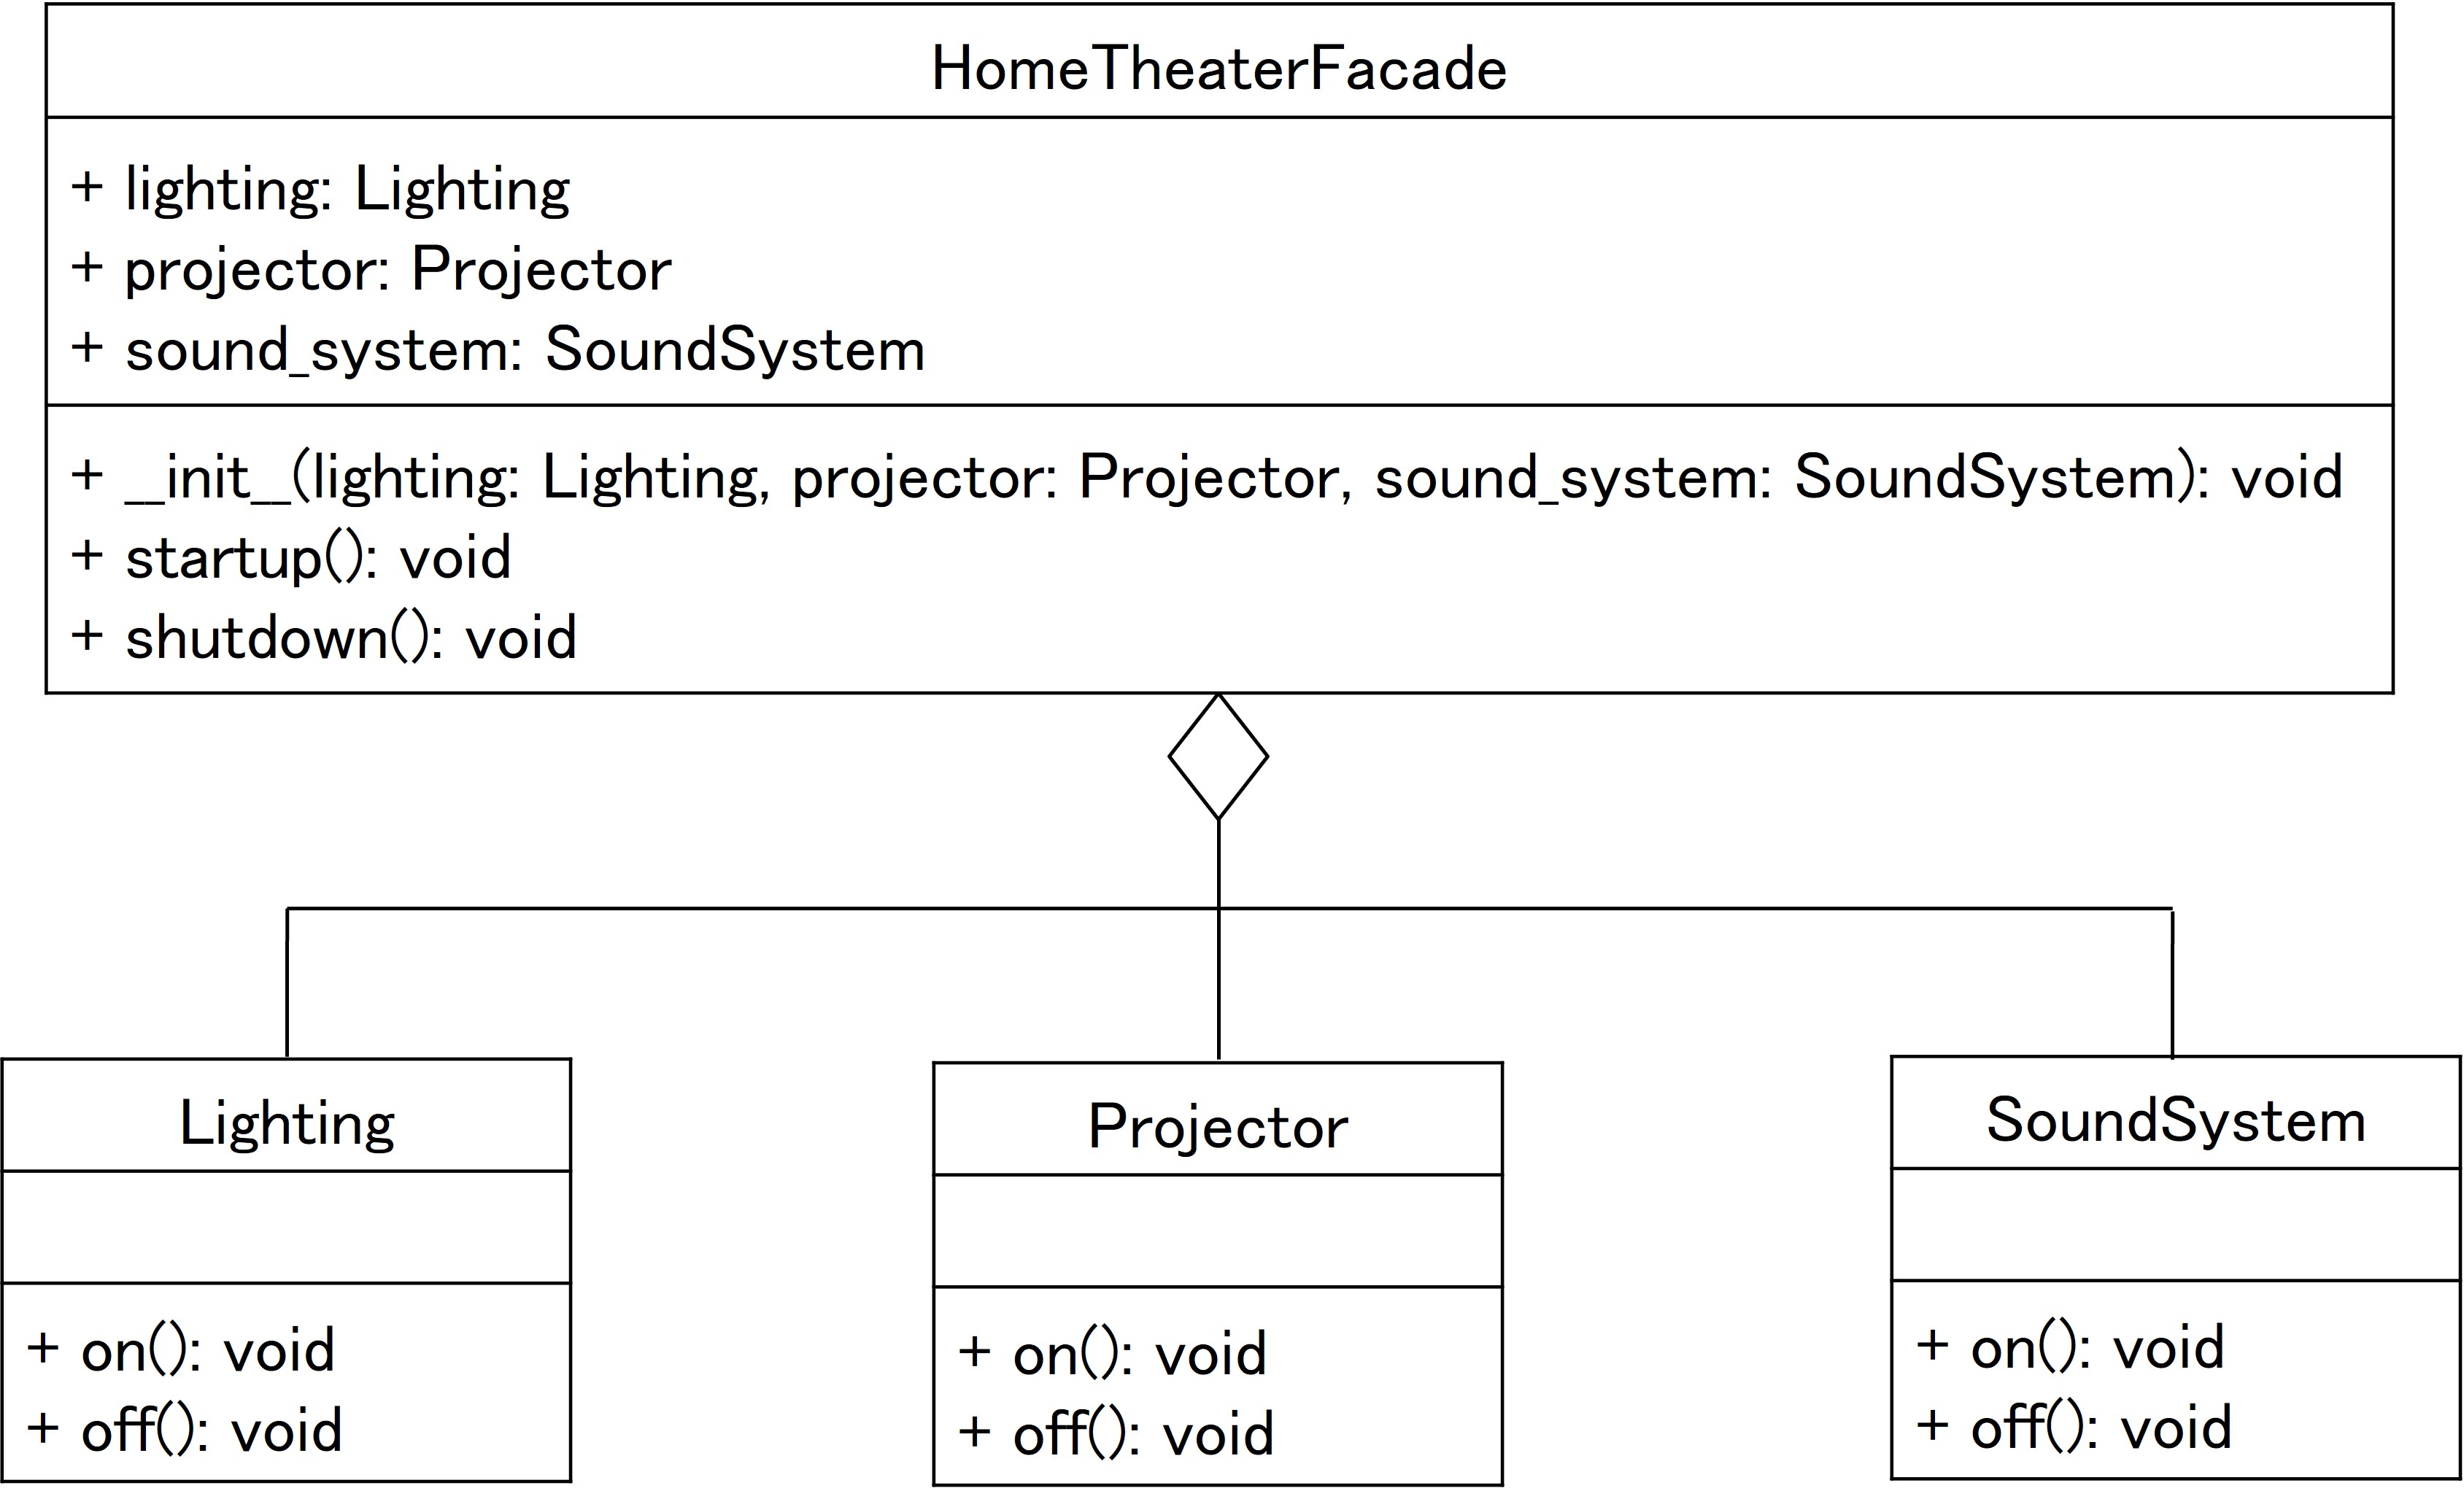 HomeTheaterFacade
+ lighting: Lighting
+ projector: Projector
+ sound_system: SoundSystem
+ __init__(lighting: Lighting, projector: Projector, sound_system: SoundSystem): void
+ startup(): void
+ shutdown(): void
Lighting
+ on(): void
+ off(): void
Projector
+ on(): void
+ off(): void
SoundSystem
+ on(): void
+ off(): void